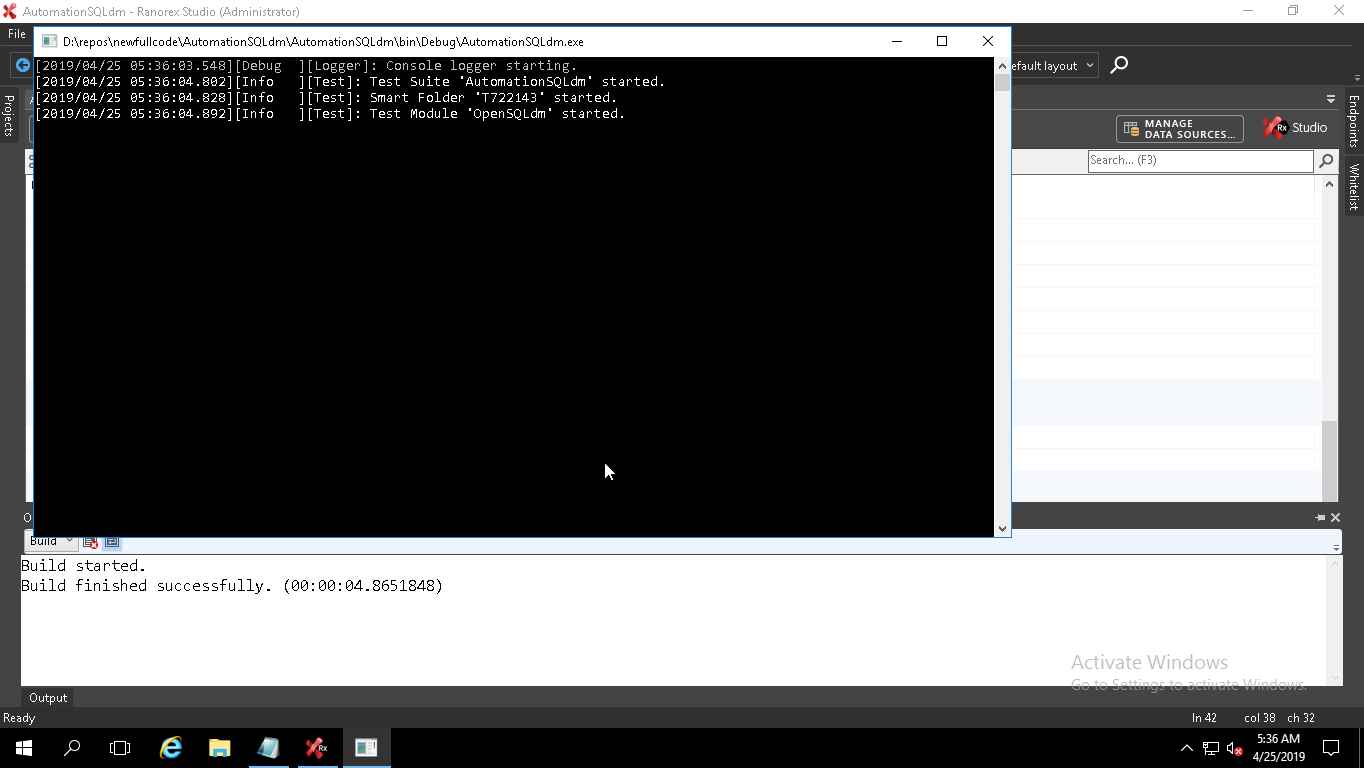 AutomationSQLdm - Ranorex Studio (Administrator)
File
D:\repos\newfullcode\AutomationSQLdm\AutomationSQLdm\bin\Debug\AutomationSQLdm.exe
[2019/04/25 05:36:03.548][Debug  ][Logger]: Console logger starting.
[2019/04/25 05:36:04.802][Info   ][Test]: Test Suite 'AutomationSQLdm' started.
[2019/04/25 05:36:04.828][Info   ][Test]: Smart Folder 'T722143' started.
[2019/04/25 05:36:04.892][Info   ][Test]: Test Module 'OpenSQLdm' started.
efault layout
Projects
Endpoints
Whitelist
MANAGE
DATA SOURCES...
Rx Studio
Search... (F3)
Build
Build started.
Build finished successfully. (00:00:04.8651848)
Activate Windows
Go to Settings to activate Windows.
Output
Ready
ln 42
col 38
ch 32
Rx
5:36 AM
4/25/2019